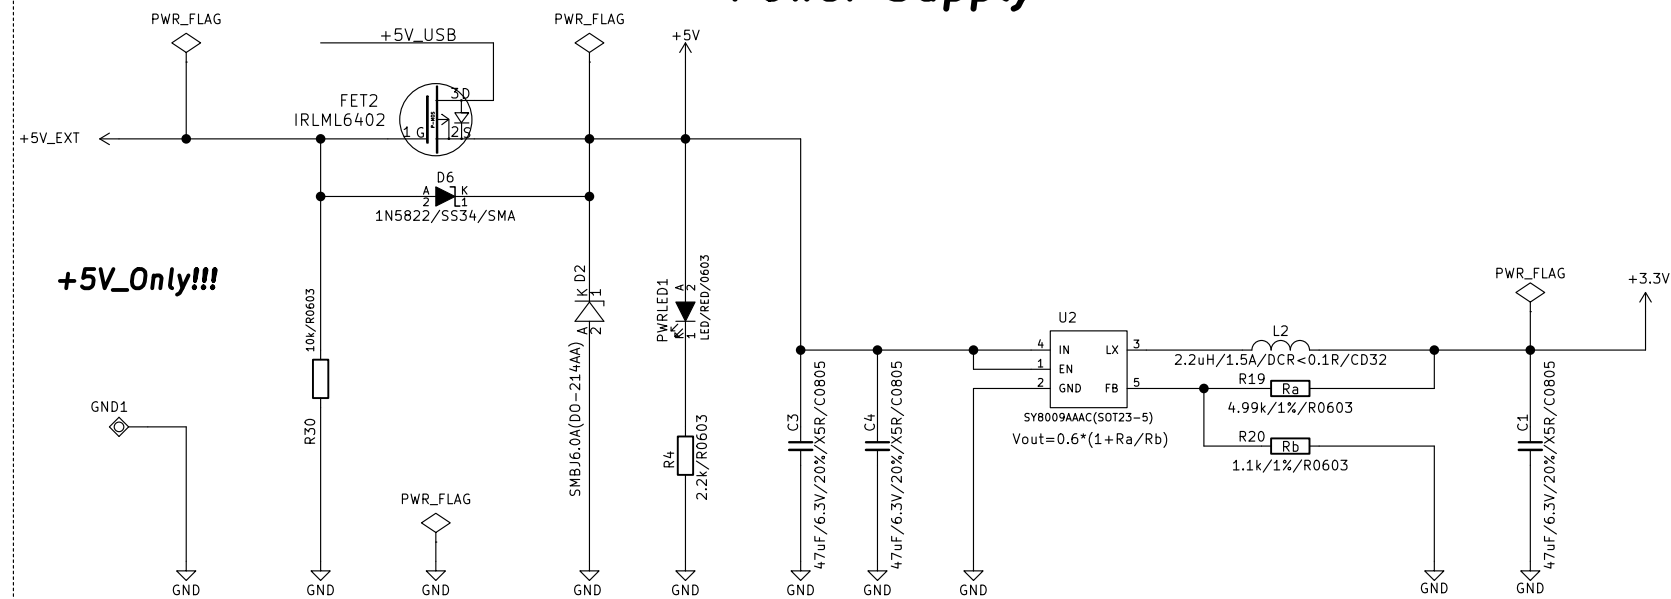 Power Supply
PWR_FLAG
+5V_USB
PWR_FLAG
+5V
FET2
IRLML6402
3 D
P-MOS
1 G
2 S
+5V_EXT
D6
A K
2 1
1N5822/SS34/SMA
+5V_Only!!!
10k/R0603
R30
D2
K 1
A 2
SMBJ6.0A(DO-214AA)
PWRLED1
A 2
K 1
LED/RED/0603
R4
2.2k/R0603
GND1
PWR_FLAG
C3
47uF/6.3V/20%/X5R/C0805
C4
47uF/6.3V/20%/X5R/C0805
U2
4 IN LX 3
1 EN
2 GND FB 5
SY8009AAAC(SOT23-5)
Vout=0.6*(1+Ra/Rb)
L2
2.2uH/1.5A/DCR<0.1R/CD32
R19 Ra
4.99k/1%/R0603
R20 Rb
1.1k/1%/R0603
PWR_FLAG
+3.3V
C1
47uF/6.3V/20%/X5R/C0805
GND
GND
GND
GND
GND
GND
GND
GND
GND
GND